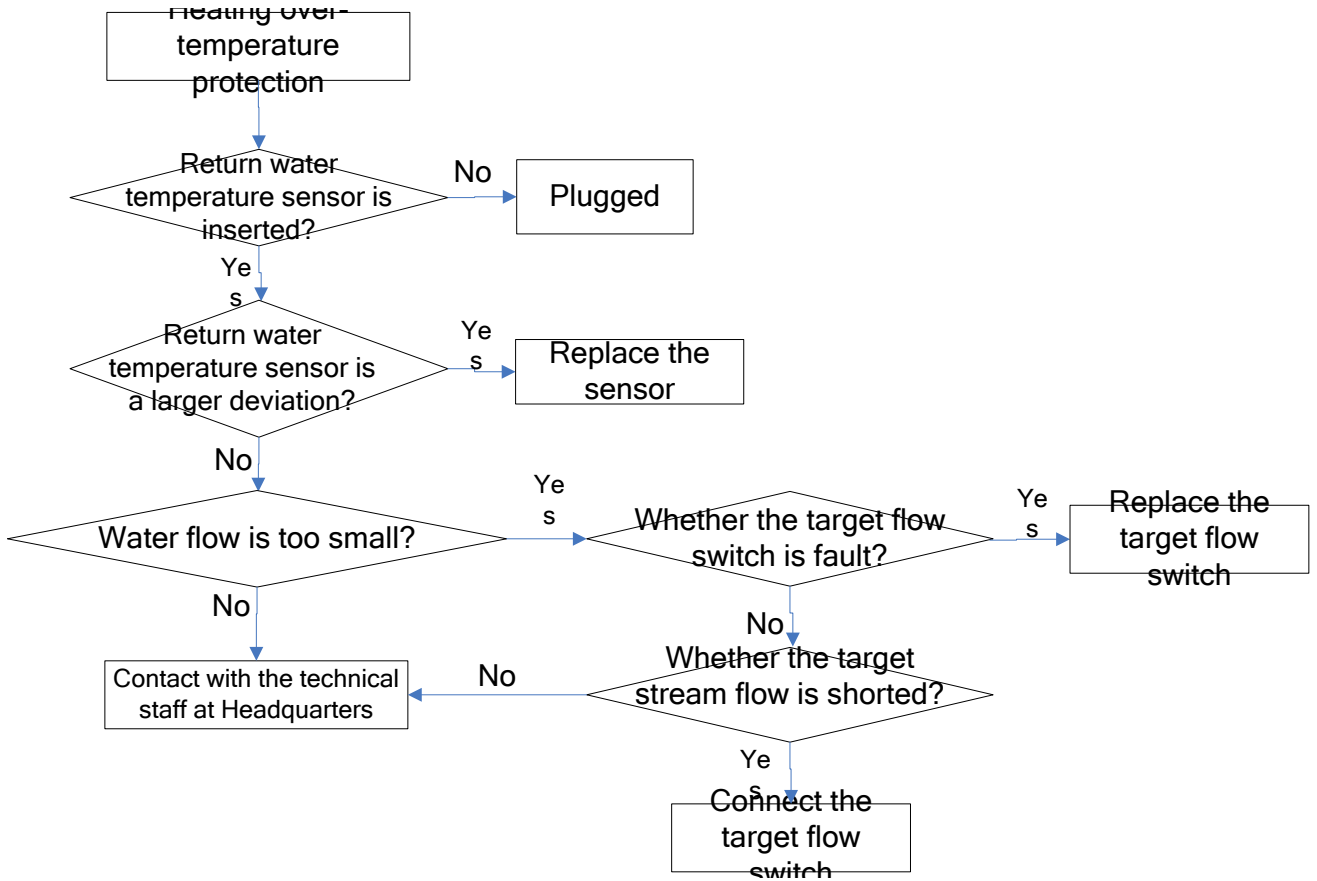 Heating over-
temperature
protection
Return water
temperature sensor is
inserted?
No
Plugged
Ye
s
Return water
temperature sensor is
a larger deviation?
Ye
s
Replace the
sensor
No
Water flow is too small?
Ye
s
Whether the target flow
switch is fault?
Ye
s
Replace the
target flow
switch
No
No
Contact with the technical
staff at Headquarters
No
Whether the target
stream flow is shorted?
Ye
s
Connect the
target flow
switch